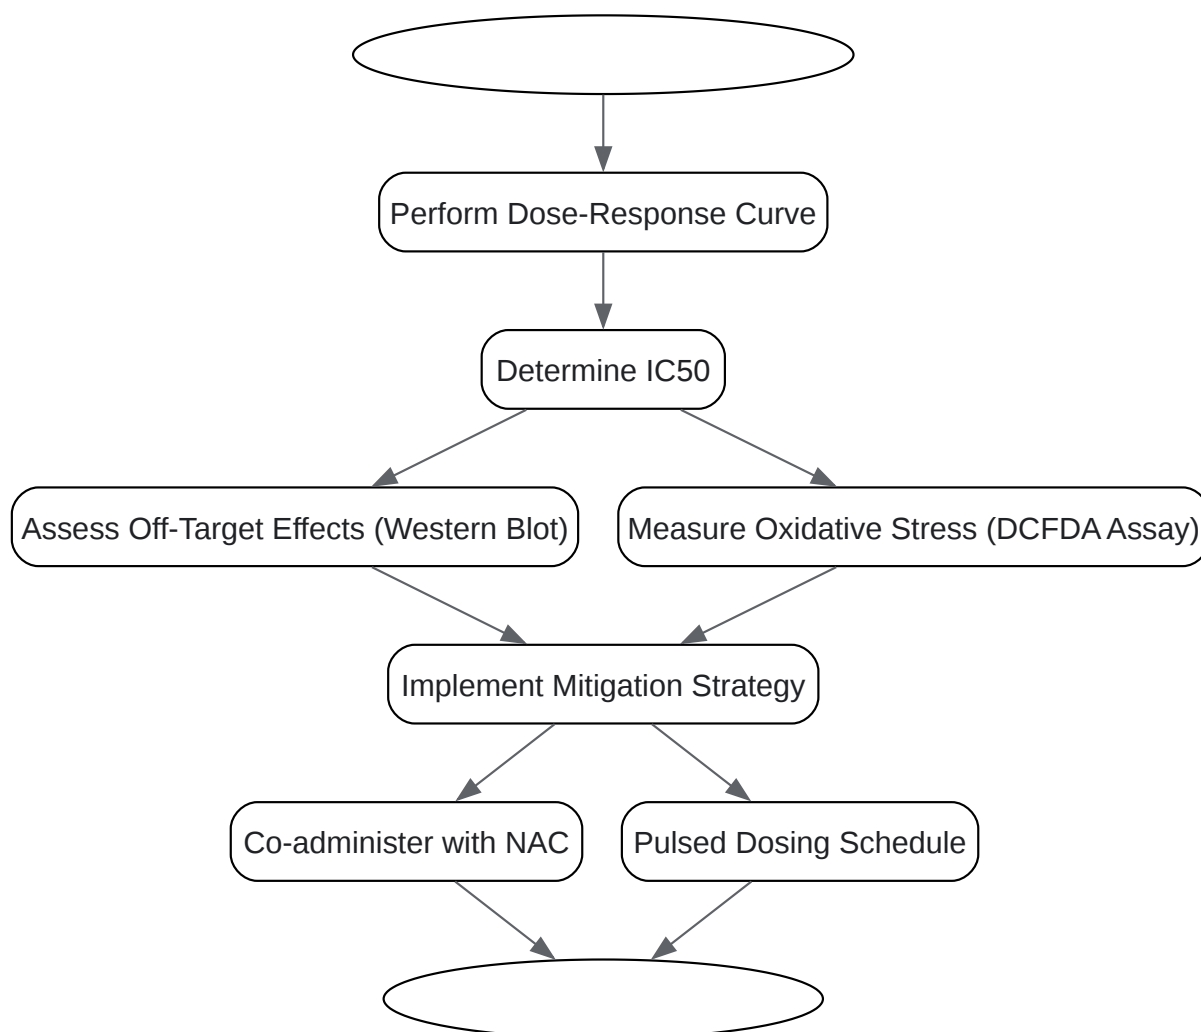 Perform Dose-Response Curve
Determine IC50
Assess Off-Target Effects (Western Blot)
Measure Oxidative Stress (DCFDA Assay)
Implement Mitigation Strategy
Co-administer with NAC
Pulsed Dosing Schedule